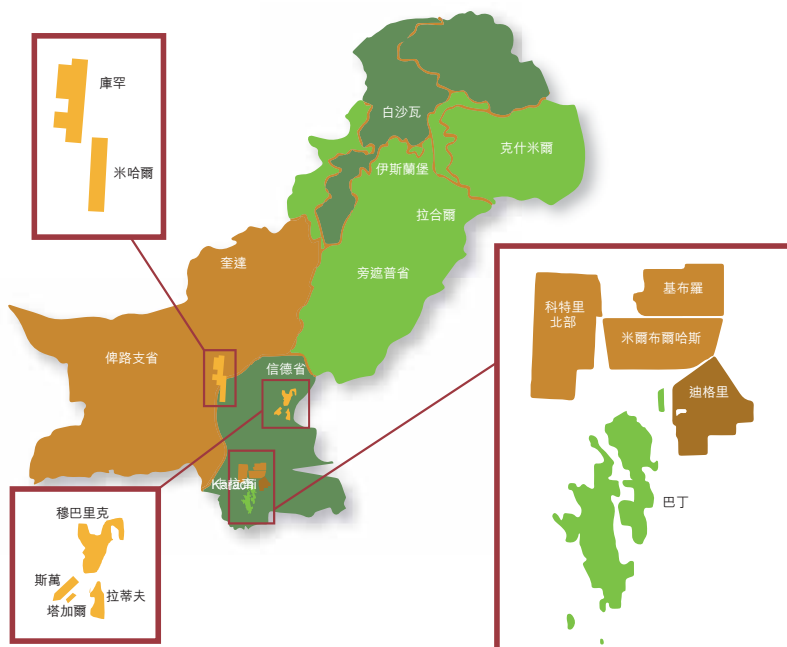 庫罕
米哈爾
白沙瓦
克什米爾
伊斯蘭堡
拉合爾
奎達
旁遮普省
俾路支省
信德省
科特里
北部
基布羅
米爾布爾哈斯
迪格里
巴丁
穆巴里克
斯萬
塔加爾
拉蒂夫